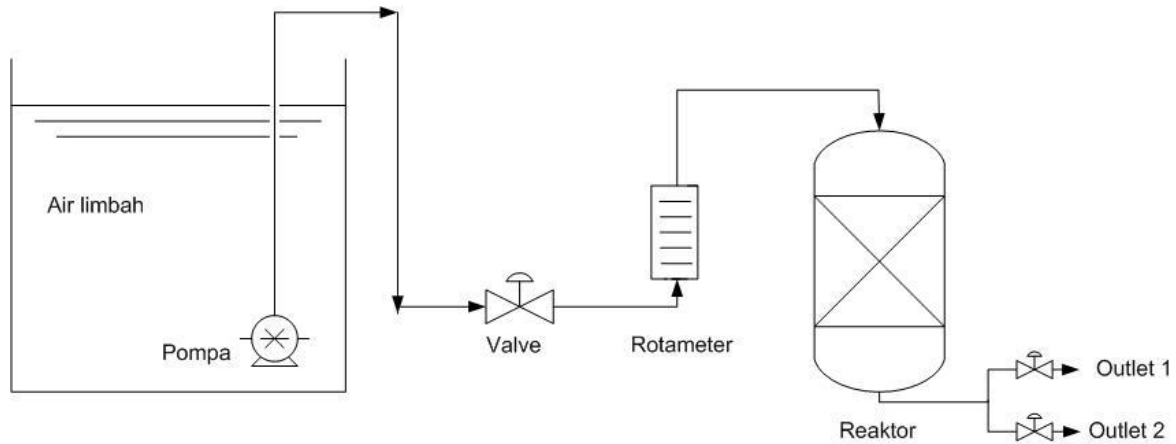 Air limbah
Pompa
Valve
Rotameter
Reaktor
Outlet 1
Outlet 2